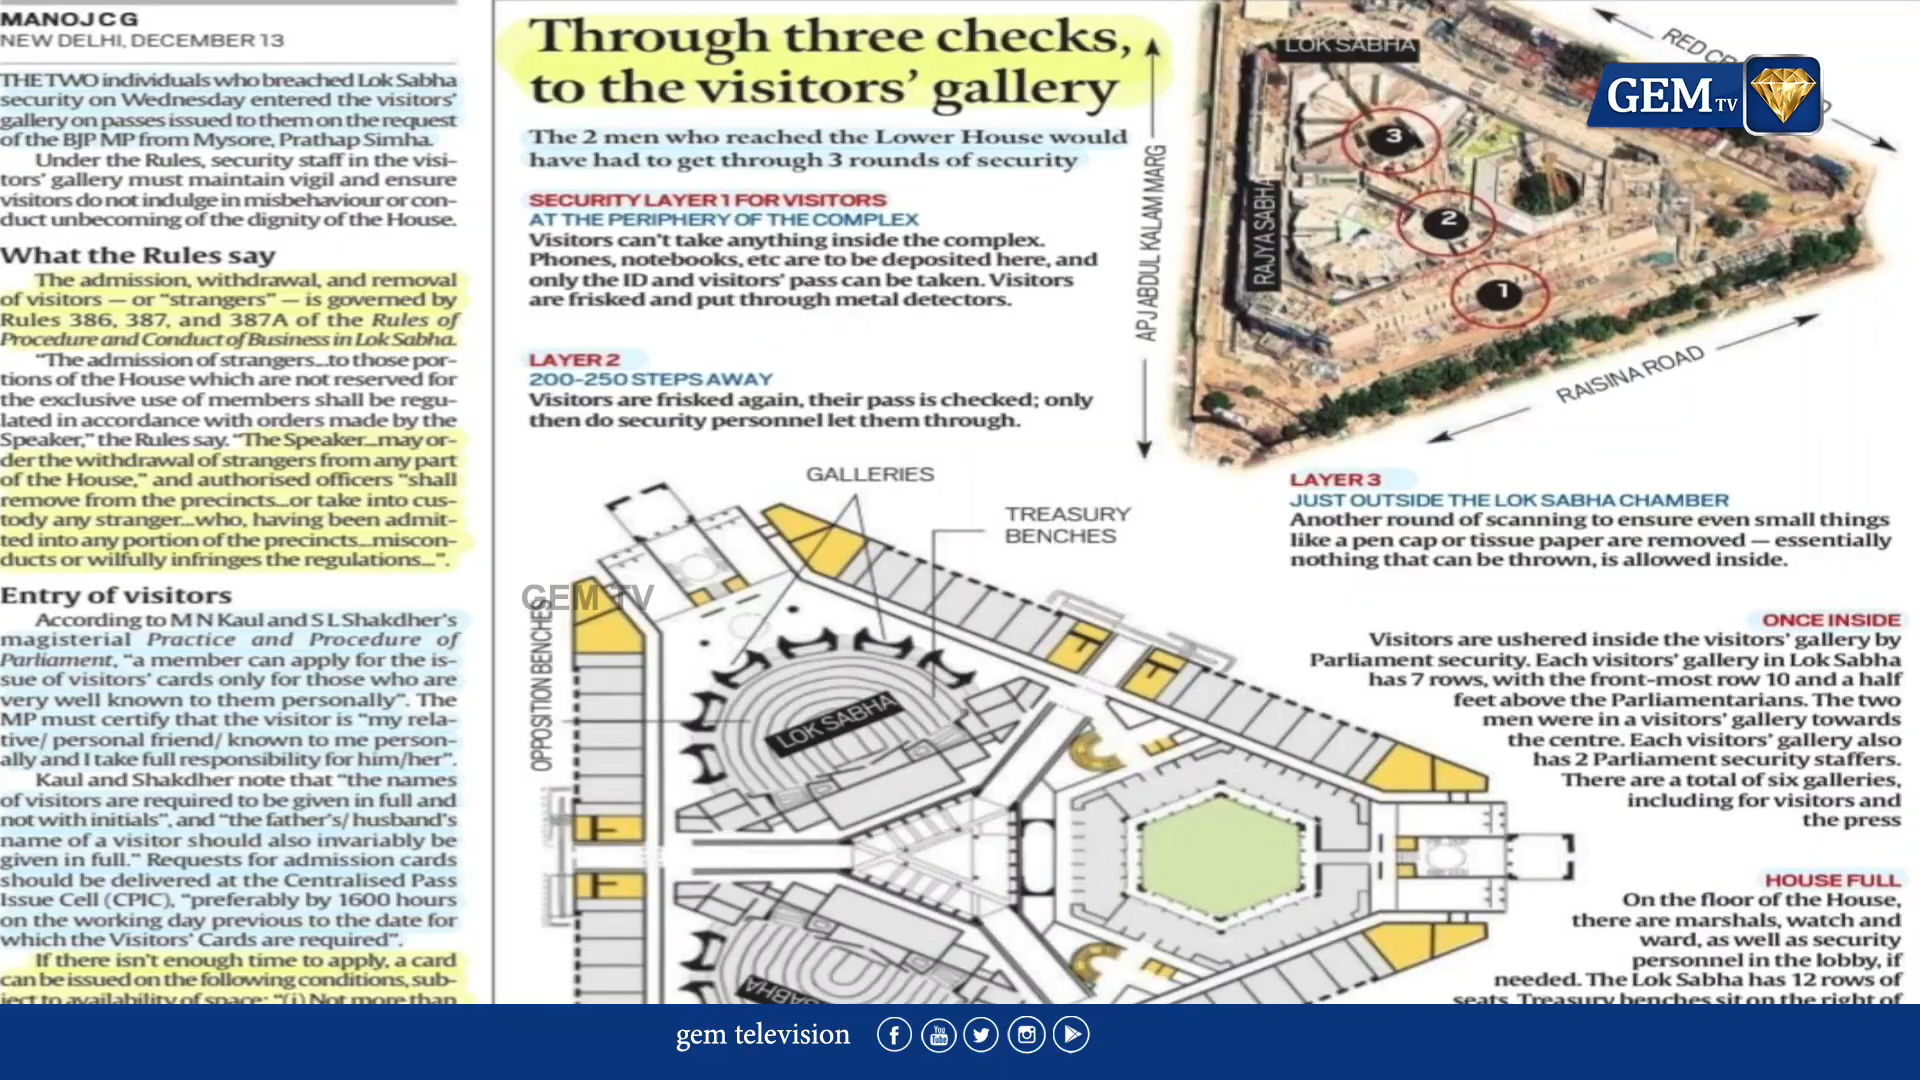 MANOJ C G
NEW DELHI, DECEMBER 13
THE TWO individuals who breached Lok Sabha
security on Wednesday entered the visitors'
gallery on passes issued to them on the request
of the BJP MP from Mysore, Prathap Simha.
Under the Rules, security staff in the visi-
tors' gallery must maintain vigil and ensure
visitors do not indulge in misbehaviour or con-
duct unbecoming of the dignity of the House.
What the Rules say
The admission, withdrawal, and removal
of visitors — or “strangers” — is governed by
Rules 386, 387, and 387A of the Rules of
Procedure and Conduct of Business in Lok Sabha.
“The admission of strangers...to those por-
tions of the House which are not reserved for
the exclusive use of members shall be regu-
lated in accordance with orders made by the
Speaker,” the Rules say. “The Speaker...may or-
der the withdrawal of strangers from any part
of the House,” and authorised officers “shall
remove from the precincts...or take into cus-
tody any stranger...who, having been admit-
ted into any portion of the precincts...miscon-
ducts or wilfully infringes the regulations...”.
Entry of visitors
According to M N Kaul and S L Shakdher's
magisterial Practice and Procedure of
Parliament, “a member can apply for the is-
sue of visitors' cards only for those who are
very well known to them personally”. The
MP must certify that the visitor is “my rela-
tive/ personal friend/ known to me person-
ally and I take full responsibility for him/her”.
Kaul and Shakdher note that “the names
of visitors are required to be given in full and
not with initials”, and “the father's/ husband's
name of a visitor should also invariably be
given in full.” Requests for admission cards
should be delivered at the Centralised Pass
Issue Cell (CPIC), “preferably by 1600 hours
on the working day previous to the date for
which the Visitors' Cards are required”.
If there isn't enough time to apply, a card
can be issued on the following conditions, sub-
ject to availability of space: “(i) Not more than
Through three checks,
to the visitors' gallery
The 2 men who reached the Lower House would
have had to get through 3 rounds of security
SECURITY LAYER 1 FOR VISITORS
AT THE PERIPHERY OF THE COMPLEX
Visitors can't take anything inside the complex.
Phones, notebooks, etc are to be deposited here, and
only the ID and visitors' pass can be taken. Visitors
are frisked and put through metal detectors.
LAYER 2
200-250 STEPS AWAY
Visitors are frisked again, their pass is checked; only
then do security personnel let them through.
APJ ABDUL KALAM MARG
LOK SABHA
RAJYA SABHA
3
2
1
RAISINA ROAD
GEM TV
LAYER 3
JUST OUTSIDE THE LOK SABHA CHAMBER
Another round of scanning to ensure even small things
like a pen cap or tissue paper are removed — essentially
nothing that can be thrown, is allowed inside.
GALLERIES
TREASURY
BENCHES
GEM TV
OPPOSITION BENCHES
LOK SABHA
SABHA
ONCE INSIDE
Visitors are ushered inside the visitors' gallery by
Parliament security. Each visitors' gallery in Lok Sabha
has 7 rows, with the front-most row 10 and a half
feet above the Parliamentarians. The two
men were in a visitors' gallery towards
the centre. Each visitors' gallery also
has 2 Parliament security staffers.
There are a total of six galleries,
including for visitors and
the press
HOUSE FULL
On the floor of the House,
there are marshals, watch and
ward, as well as security
personnel in the lobby, if
needed. The Lok Sabha has 12 rows of
seats. Treasury benches sit on the right of
gem television